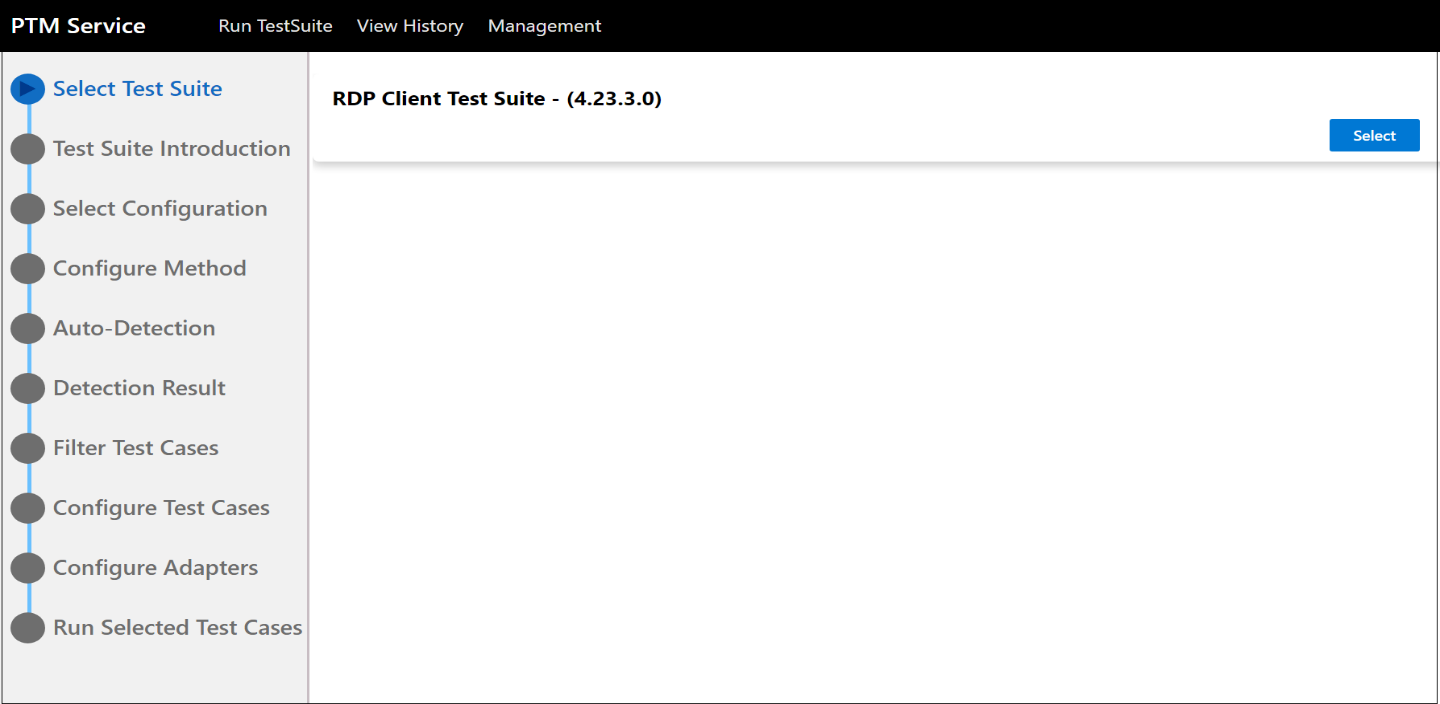 PTM Service Run TestSuite View History Management
Select Test Suite
Test Suite Introduction
Select Configuration
Configure Method
Auto-Detection
Detection Result
Filter Test Cases
Configure Test Cases
Configure Adapters
Run Selected Test Cases
RDP Client Test Suite - (4.23.3.0)
Select